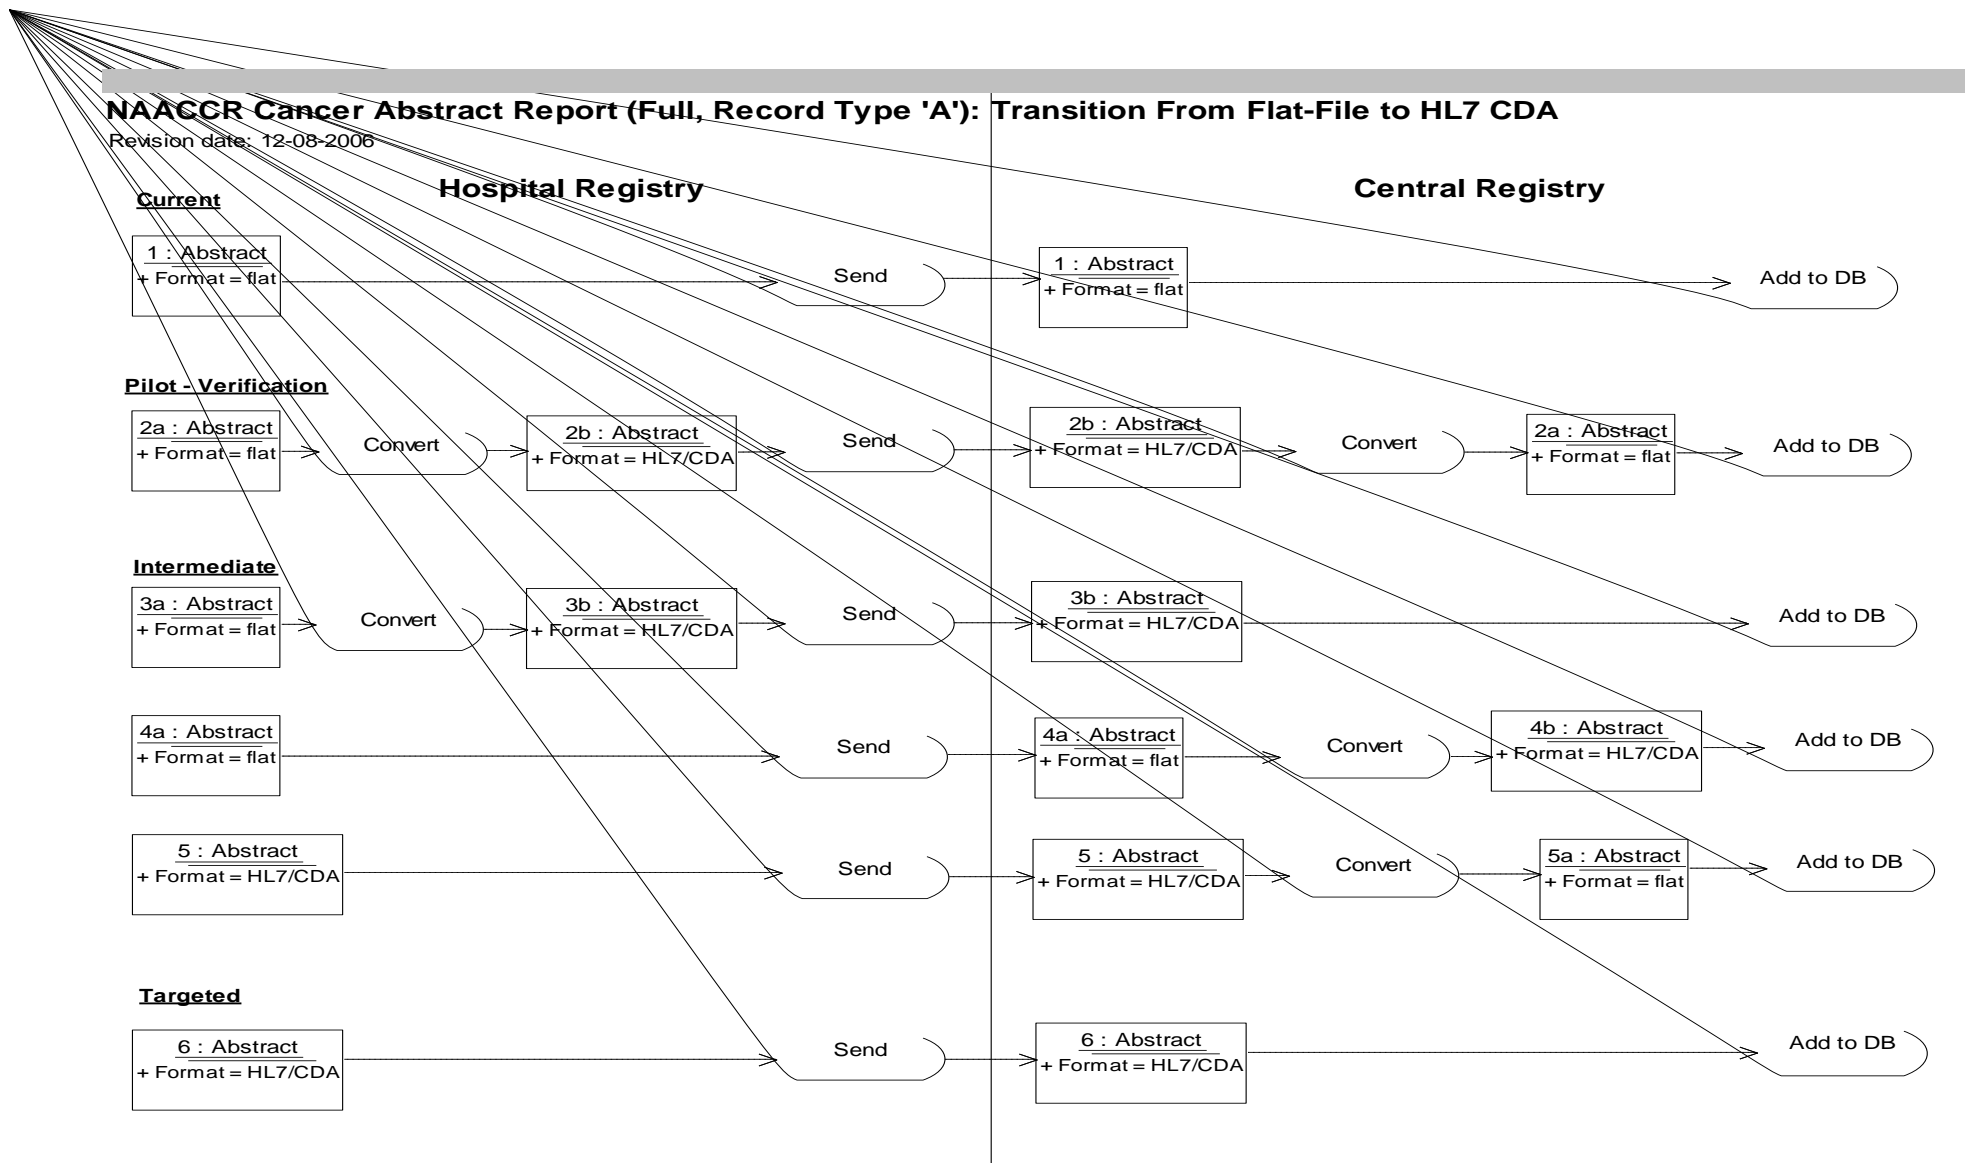 NAACCR Cancer Abstract Report (Full, Record Type 'A'): Transition From Flat-File to HL7 CDA
Revision date: 12-08-2006
Hospital Registry
Central Registry
Current
1 : Abstract
+ Format = flat
Send
1 : Abstract
+ Format = flat
Add to DB
Pilot - Verification
2a : Abstract
+ Format = flat
Convert
2b : Abstract
+ Format = HL7/CDA
Send
2b : Abstract
+ Format = HL7/CDA
Convert
2a : Abstract
+ Format = flat
Add to DB
Intermediate
3a : Abstract
+ Format = flat
Convert
3b : Abstract
+ Format = HL7/CDA
Send
3b : Abstract
+ Format = HL7/CDA
Add to DB
4a : Abstract
+ Format = flat
Send
4a : Abstract
+ Format = flat
Convert
4b : Abstract
+ Format = HL7/CDA
Add to DB
5 : Abstract
+ Format = HL7/CDA
Send
5 : Abstract
+ Format = HL7/CDA
Convert
5a : Abstract
+ Format = flat
Add to DB
Targeted
6 : Abstract
+ Format = HL7/CDA
Send
6 : Abstract
+ Format = HL7/CDA
Add to DB